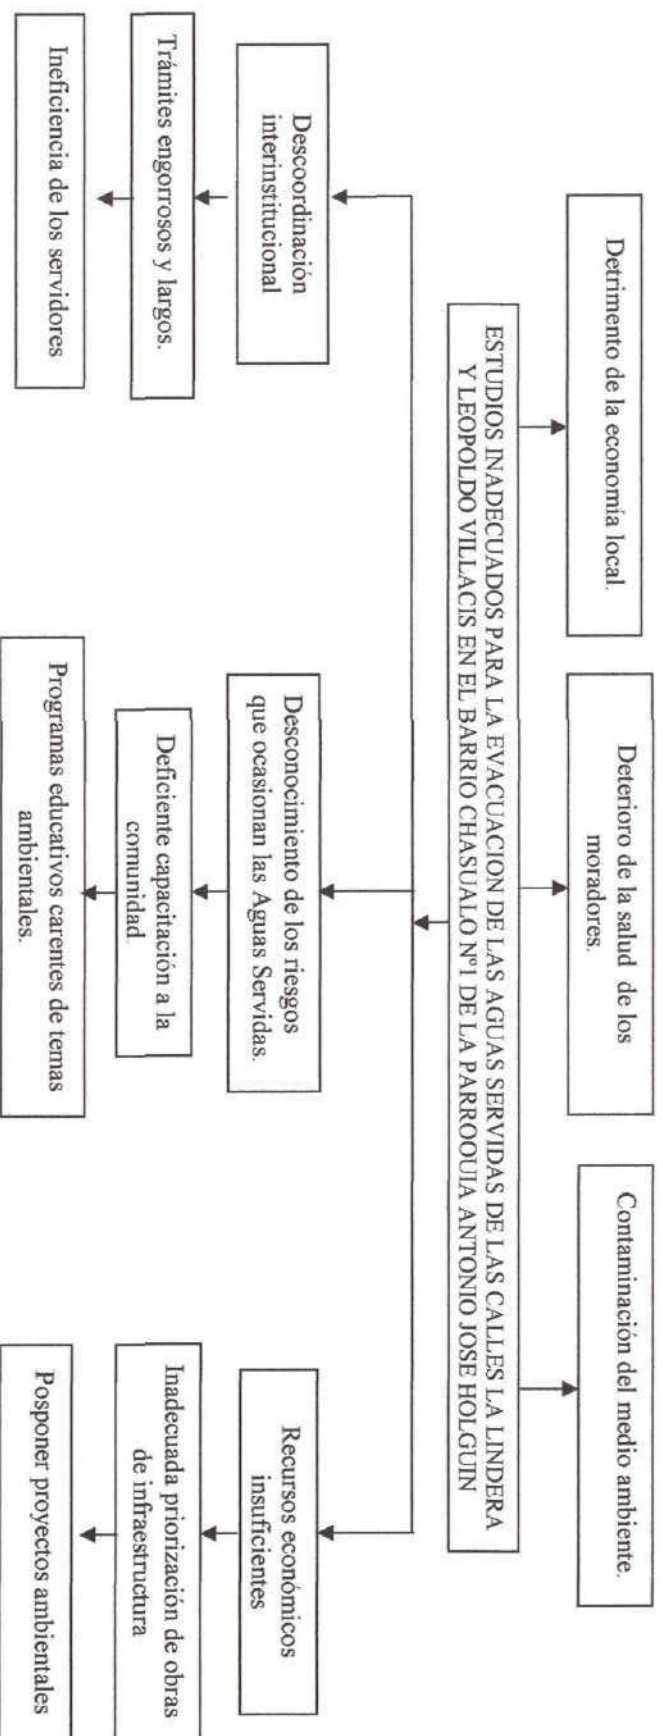 Detrimento de la economía local.
Deterioro de la salud de los
moradores.
Contaminación del medio ambiente.
ESTUDIOS INADECUADOS PARA LA EVACUACION DE LAS AGUAS SERVIDAS DE LAS CALLES LA LINDERA
Y LEOPOLDO VILLACIS EN EL BARRIO CHASUALO Nº1 DE LA PARROQUIA ANTONIO JOSE HOLGUIN
Descoordinación
interinstitucional
Trámites engorrosos y largos.
Ineficiencia de los servidores
Desconocimiento de los riesgos
que ocasionan las Aguas Servidas.
Deficiente capacitación a la
comunidad
Programas educativos carentes de temas
ambientales.
Recursos económicos
insuficientes
Inadecuada priorización de obras
de infraestructura
Posponer proyectos ambientales